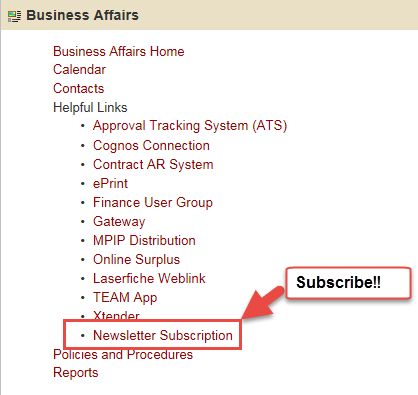 Business Affairs
Business Affairs Home
Calendar
Contacts
Helpful Links
• Approval Tracking System (ATS)
• Cognos Connection
• Contract AR System
• ePrint
• Finance User Group
• Gateway
• MPIP Distribution
• Online Surplus
• Laserfiche Weblink
• TEAM App
• Xtender
• Newsletter Subscription
Policies and Procedures
Reports
Subscribe!!